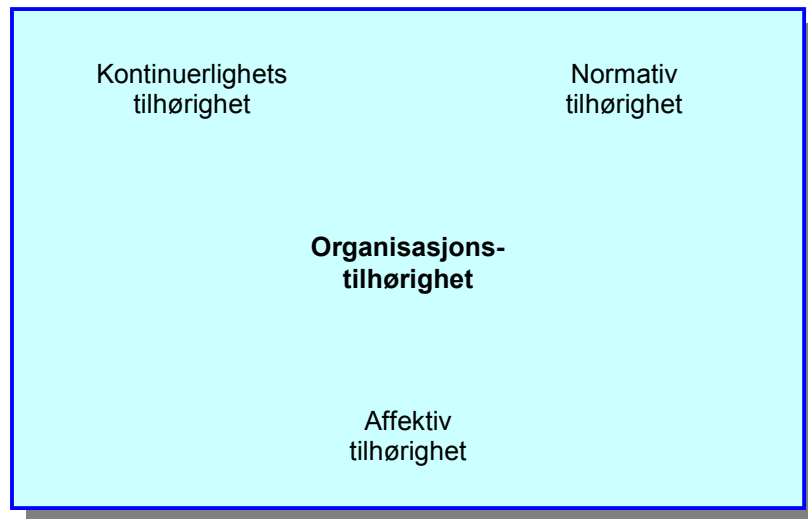 Kontinuerlighets
tilhørighet
Normativ
tilhørighet
Organisasjons-
tilhørighet
Affektiv
tilhørighet